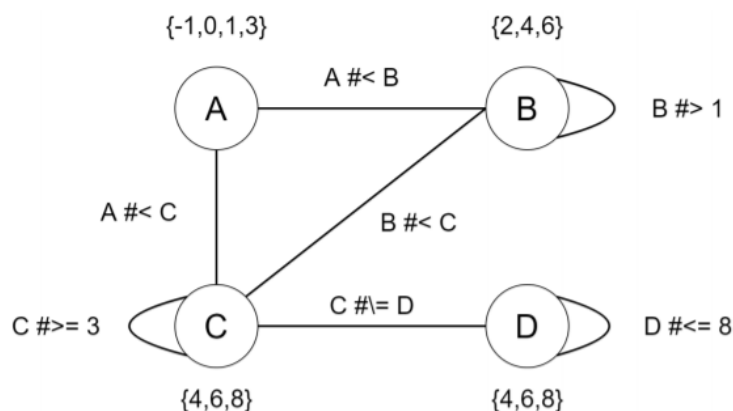 {-1,0,1,3}
{2,4,6}
A #< B
A
B
B #> 1
A #< C
B #< C
C #>= 3
C
C #\= D
D
D #<= 8
{4,6,8}
{4,6,8}